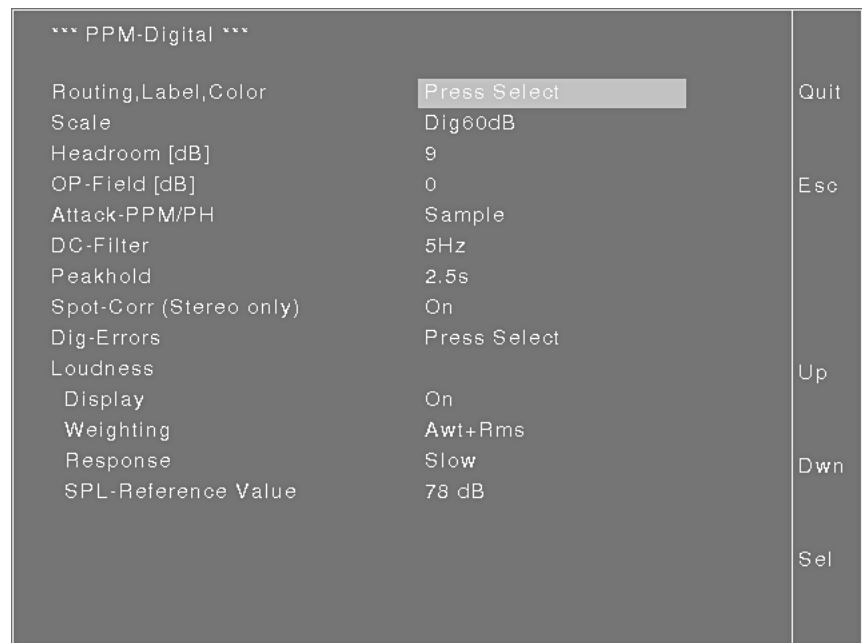 *** PPM-Digital ***
Routing,Label,Color Press Select Quit
Scale Dig60dB
Headroom [dB] 9
OP-Field [dB] 0 Esc
Attack-PPM/PH Sample
DC-Filter 5Hz
Peakhold 2.5s
Spot-Corr (Stereo only) On
Dig-Errors Press Select
Loudness Up
Display On
Weighting Awt+Rms
Response Slow Dwn
SPL-Reference Value 78 dB
Sel